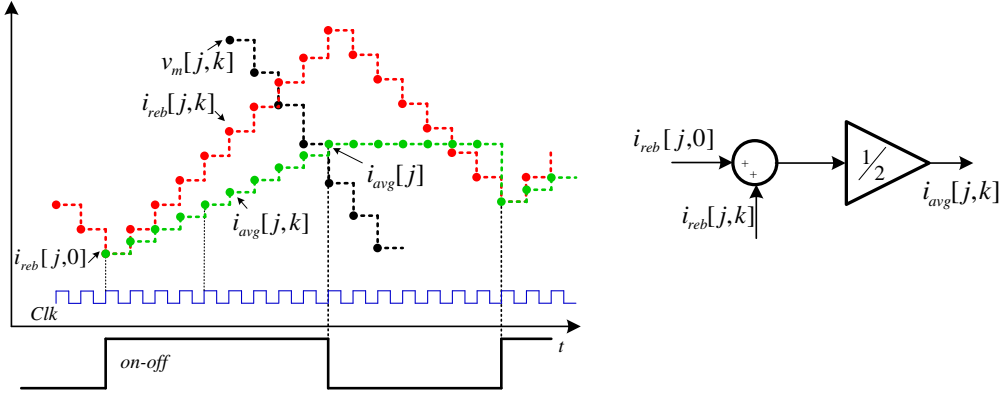 v_m[j,k]
i_reb[j,k]
i_avg[j]
i_avg[j,k]
i_reb[j,0]
Clk
t
on-off
i_reb[j,0]
+
+
i_reb[j,k]
1/2
i_avg[j,k]